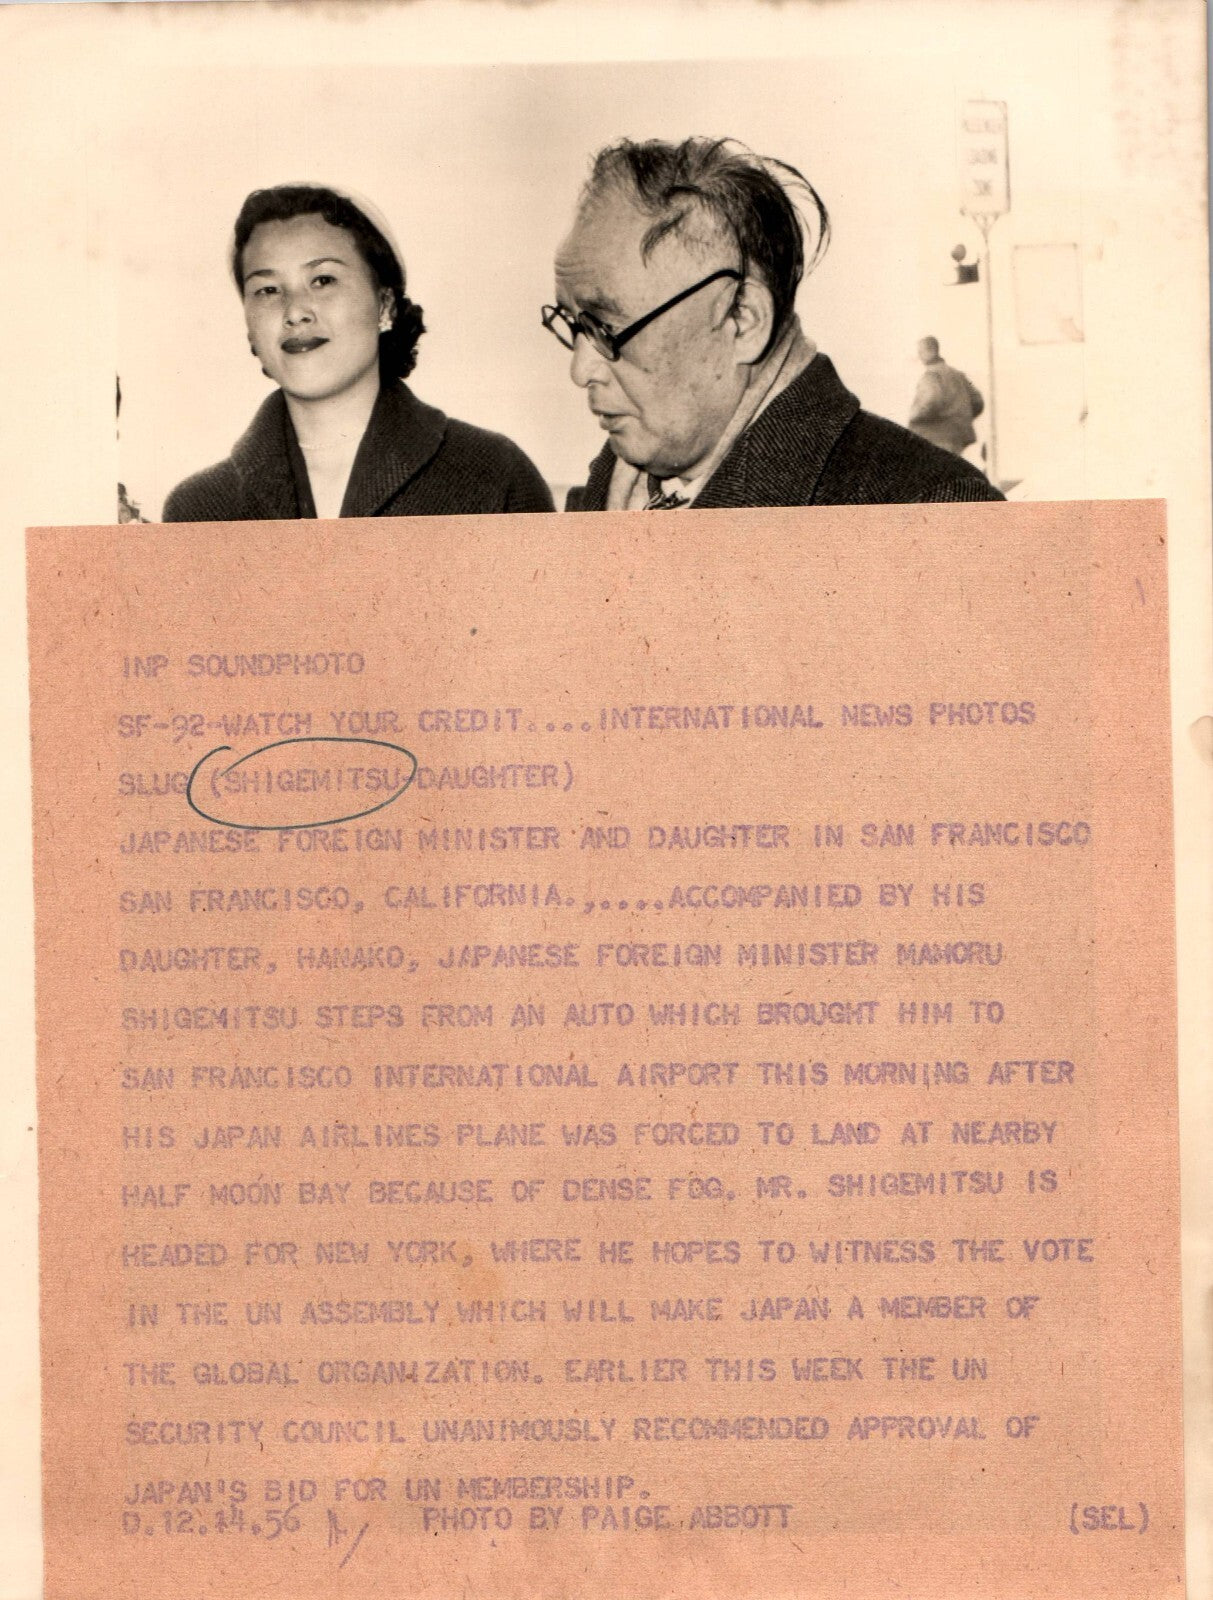 INP SOUNDPHOTO
SF-92-WATCH YOUR CREDIT....INTERNATIONAL NEWS PHOTOS
SLUG (SHIGEMITSU-DAUGHTER)
JAPANESE FOREIGN MINISTER AND DAUGHTER IN SAN FRANCISCO
SAN FRANCISCO, CALIFORNIA.,....ACCOMPANIED BY HIS
DAUGHTER, HANAKO, JAPANESE FOREIGN MINISTER MAMORU
SHIGEMITSU STEPS FROM AN AUTO WHICH BROUGHT HIM TO
SAN FRANCISCO INTERNATIONAL AIRPORT THIS MORNING AFTER
HIS JAPAN AIRLINES PLANE WAS FORCED TO LAND AT NEARBY
HALF MOON BAY BECAUSE OF DENSE FOG. MR. SHIGEMITSU IS
HEADED FOR NEW YORK, WHERE HE HOPES TO WITNESS THE VOTE
IN THE UN ASSEMBLY WHICH WILL MAKE JAPAN A MEMBER OF
THE GLOBAL ORGANIZATION. EARLIER THIS WEEK THE UN
SECURITY COUNCIL UNANIMOUSLY RECOMMENDED APPROVAL OF
JAPAN'S BID FOR UN MEMBERSHIP.
D.12.14.56 PHOTO BY PAIGE ABBOTT (SEL)